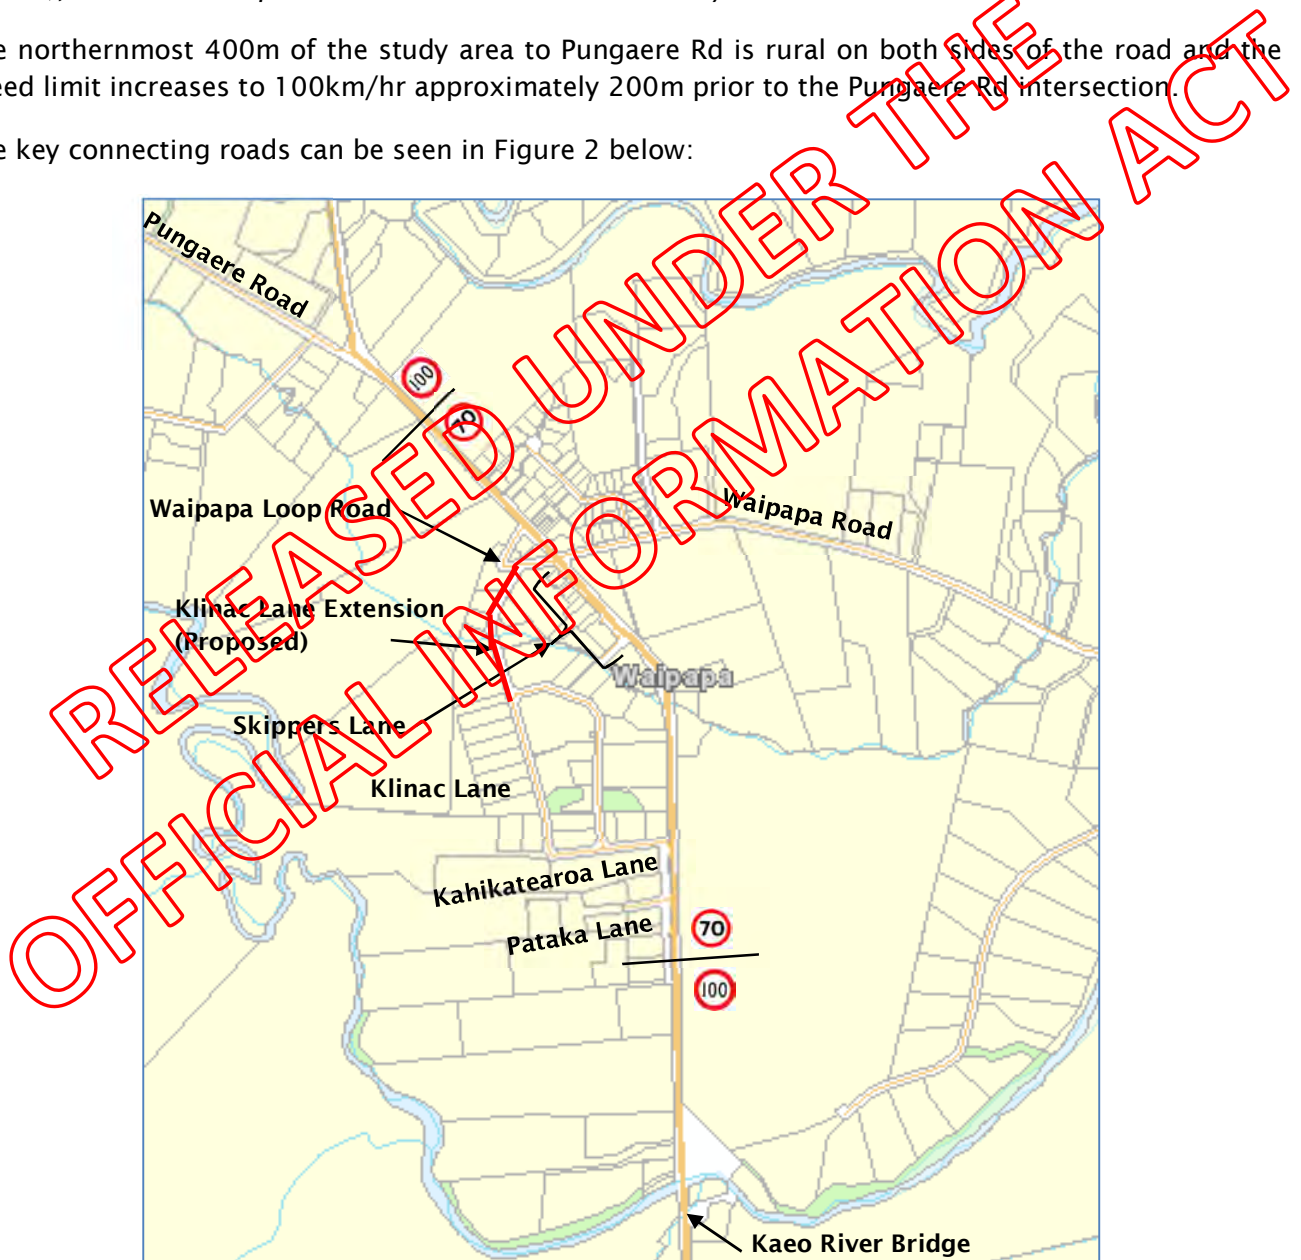 e northernmost 400m of the study area to Pungaere Rd is rural on both sides of the road and the
eed limit increases to 100km/hr approximately 200m prior to the Pungaere Rd intersection.
e key connecting roads can be seen in Figure 2 below:
Pungaere Road
100
70
Waipapa Loop Road
Waipapa Road
Klinac Lane Extension
(Proposed)
Waipapa
Skippers Lane
Klinac Lane
Kahikatearoa Lane
Pataka Lane
70
100
Kaeo River Bridge
RELEASED UNDER THE
OFFICIAL INFORMATION ACT